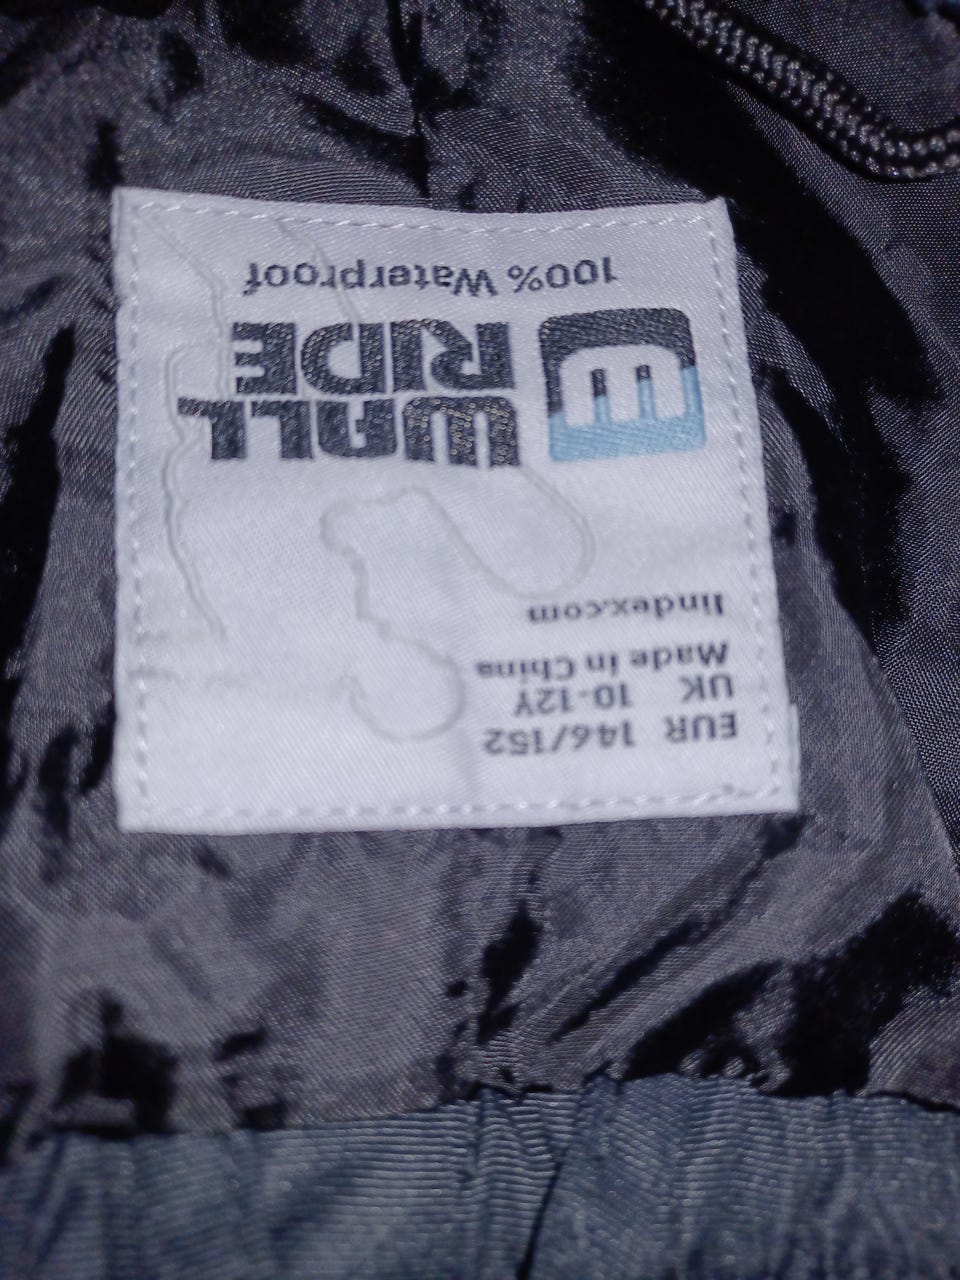 EUR 146/152
UK 10-12Y
Made in China
lindex.com
WALL
RIDE
100% Waterproof